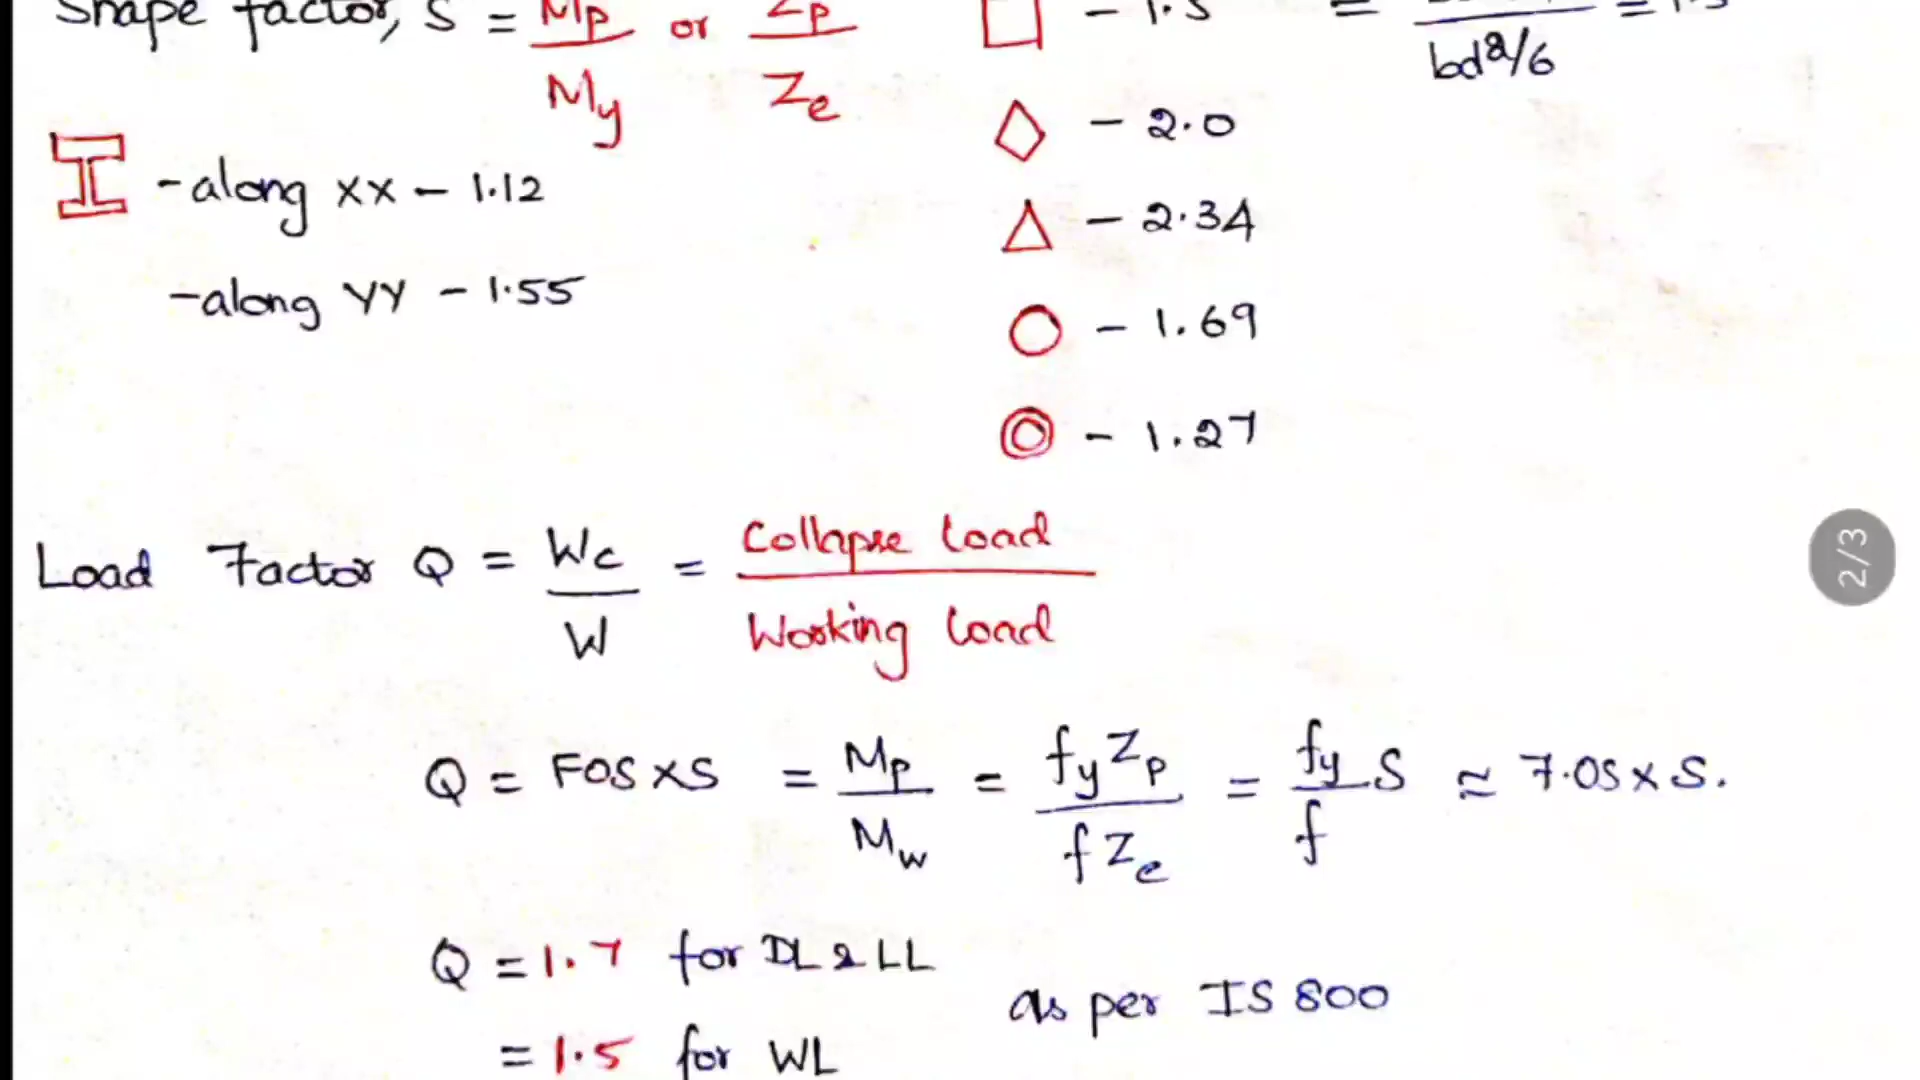 Shape factor, S = Mp/My or Zp/Ze
- 1.5 = bd²/6 = 1.5
- along XX - 1.12
- along YY - 1.55
- 2.0
- 2.34
- 1.69
- 1.27
Load Factor Q = Wc/W = Collapse Load/Working Load
Q = FOS x S = Mp/Mw = fy Zp/f Ze = fy/f S ≈ 7.0S x S.
Q = 1.7 for DL & LL
= 1.5 for WL
as per IS 800
2/3